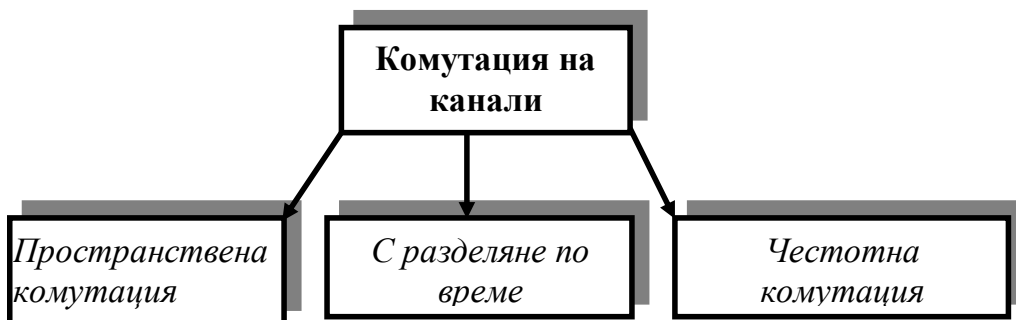 Комутация на
канали
Пространствена
комутация
С разделяне по
време
Честотна
комутация